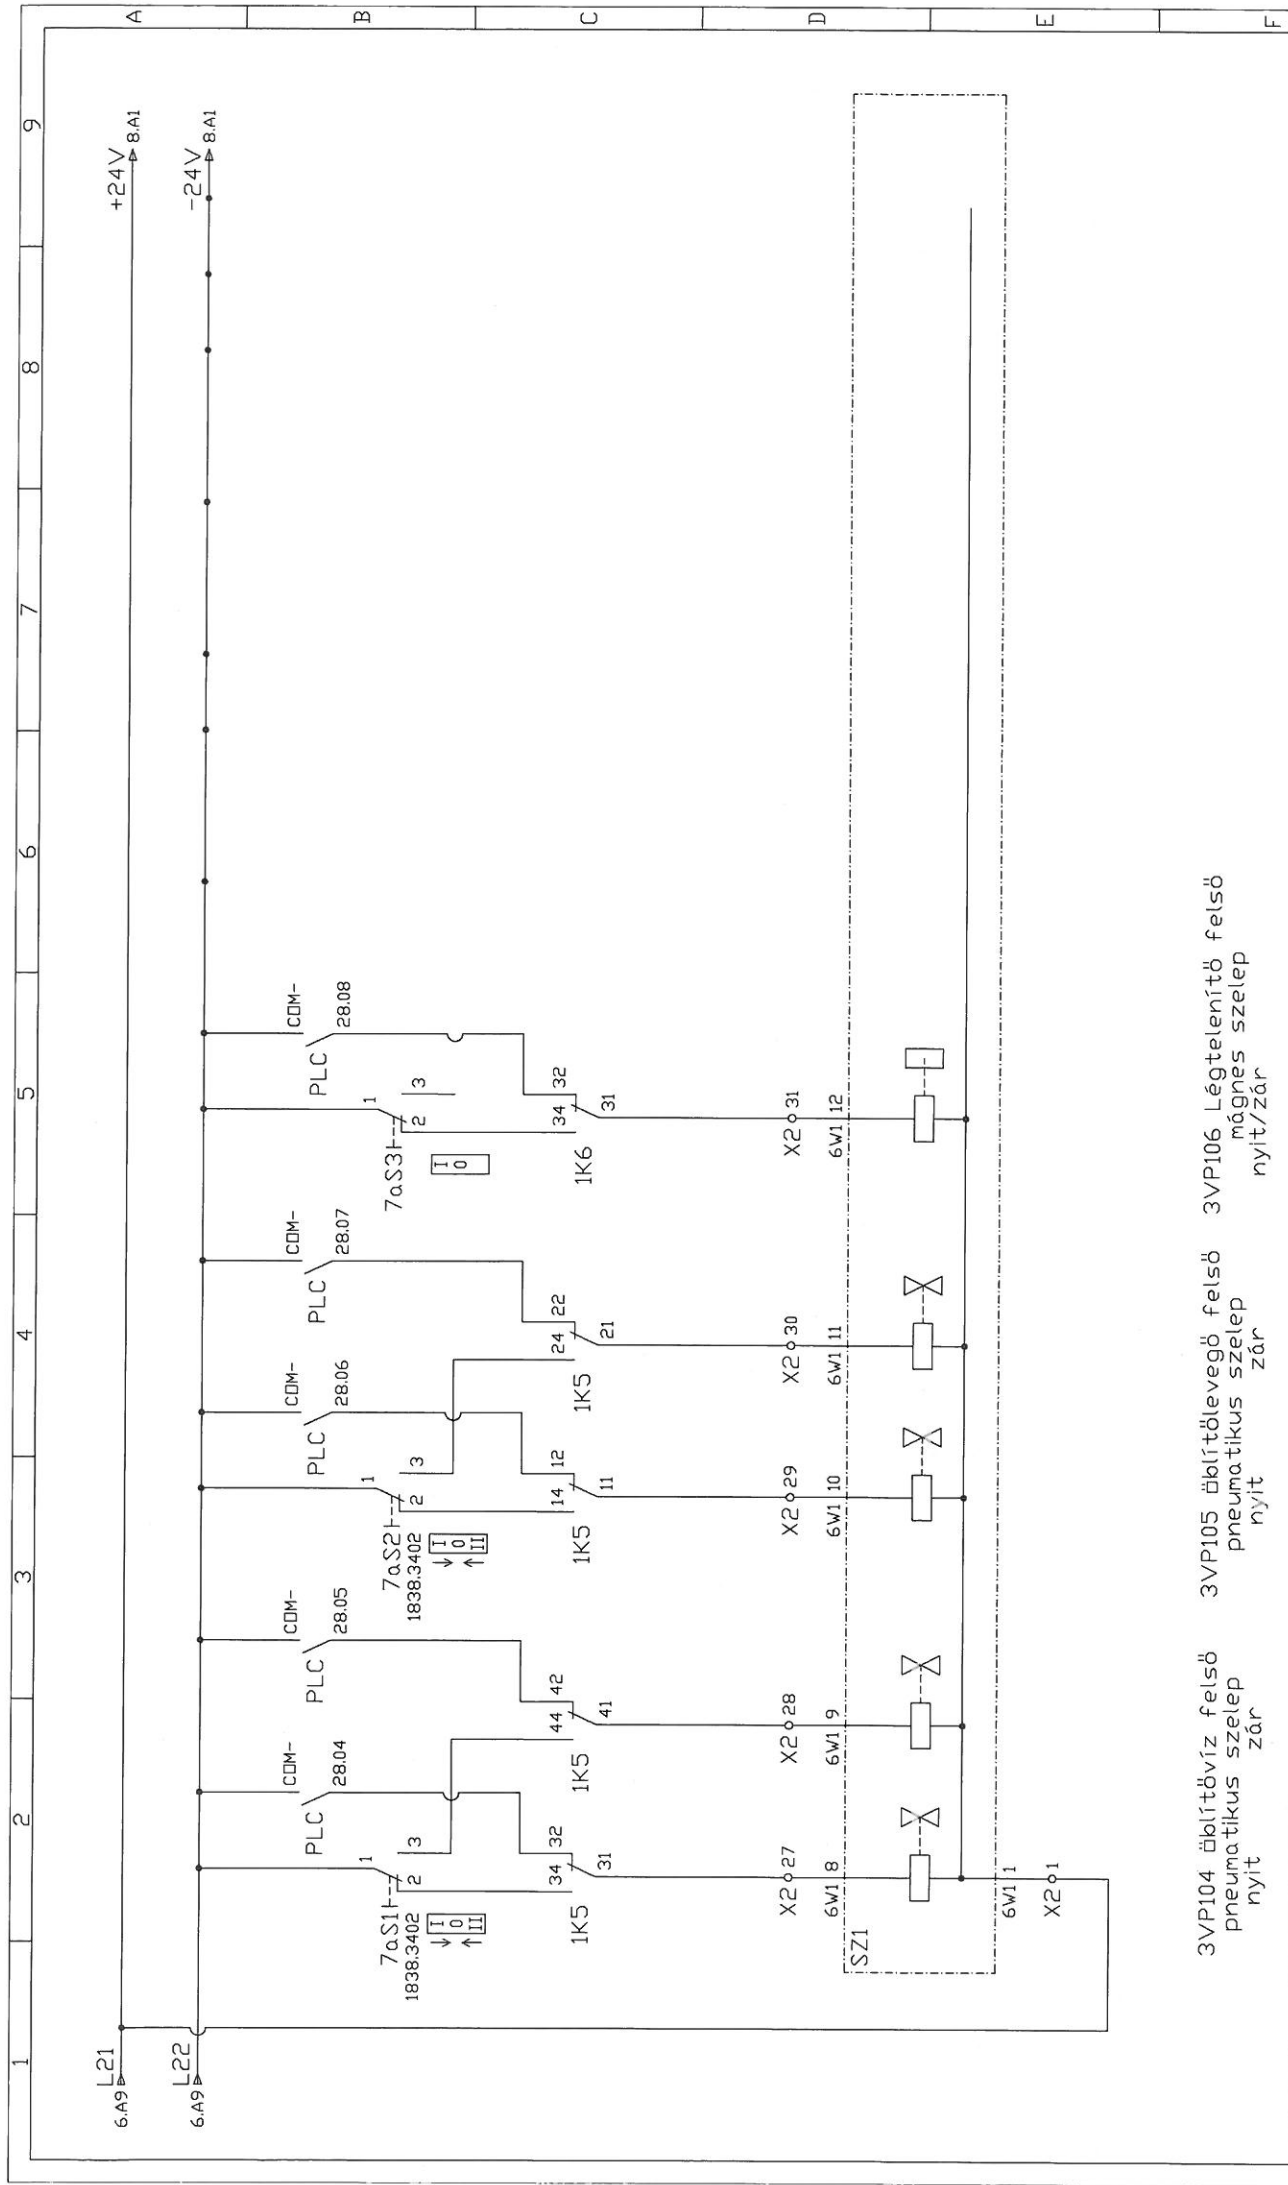 1 2 3 4 5 6 7 8 9
A
B
C
D
E
F
6.A9 L21
+24V 8.A1
6.A9 L22
-24V 8.A1
COM- COM- COM- COM- COM-
PLC 28.04
PLC 28.05
PLC 28.06
PLC 28.07
PLC 28.08
7aS1 1 2 3
1838.3402
I
0
II
7aS2 1 2 3
1838.3402
I
0
II
7aS3 1 2 3
I
0
1K5 34 32 31
1K5 44 42 41
1K5 14 12 11
1K5 24 22 21
1K6 34 32 31
X2 27
X2 28
X2 29
X2 30
X2 31
6W1 8
6W1 9
6W1 10
6W1 11
6W1 12
SZ1
6W1 1
X2 1
3VP104 öblítővíz felső
pneumatikus szelep
nyit zár
3VP105 öblítőlevegő felső
pneumatikus szelep
nyit zár
3VP106 Légtelenítő felső
mágnes szelep
nyit/zár